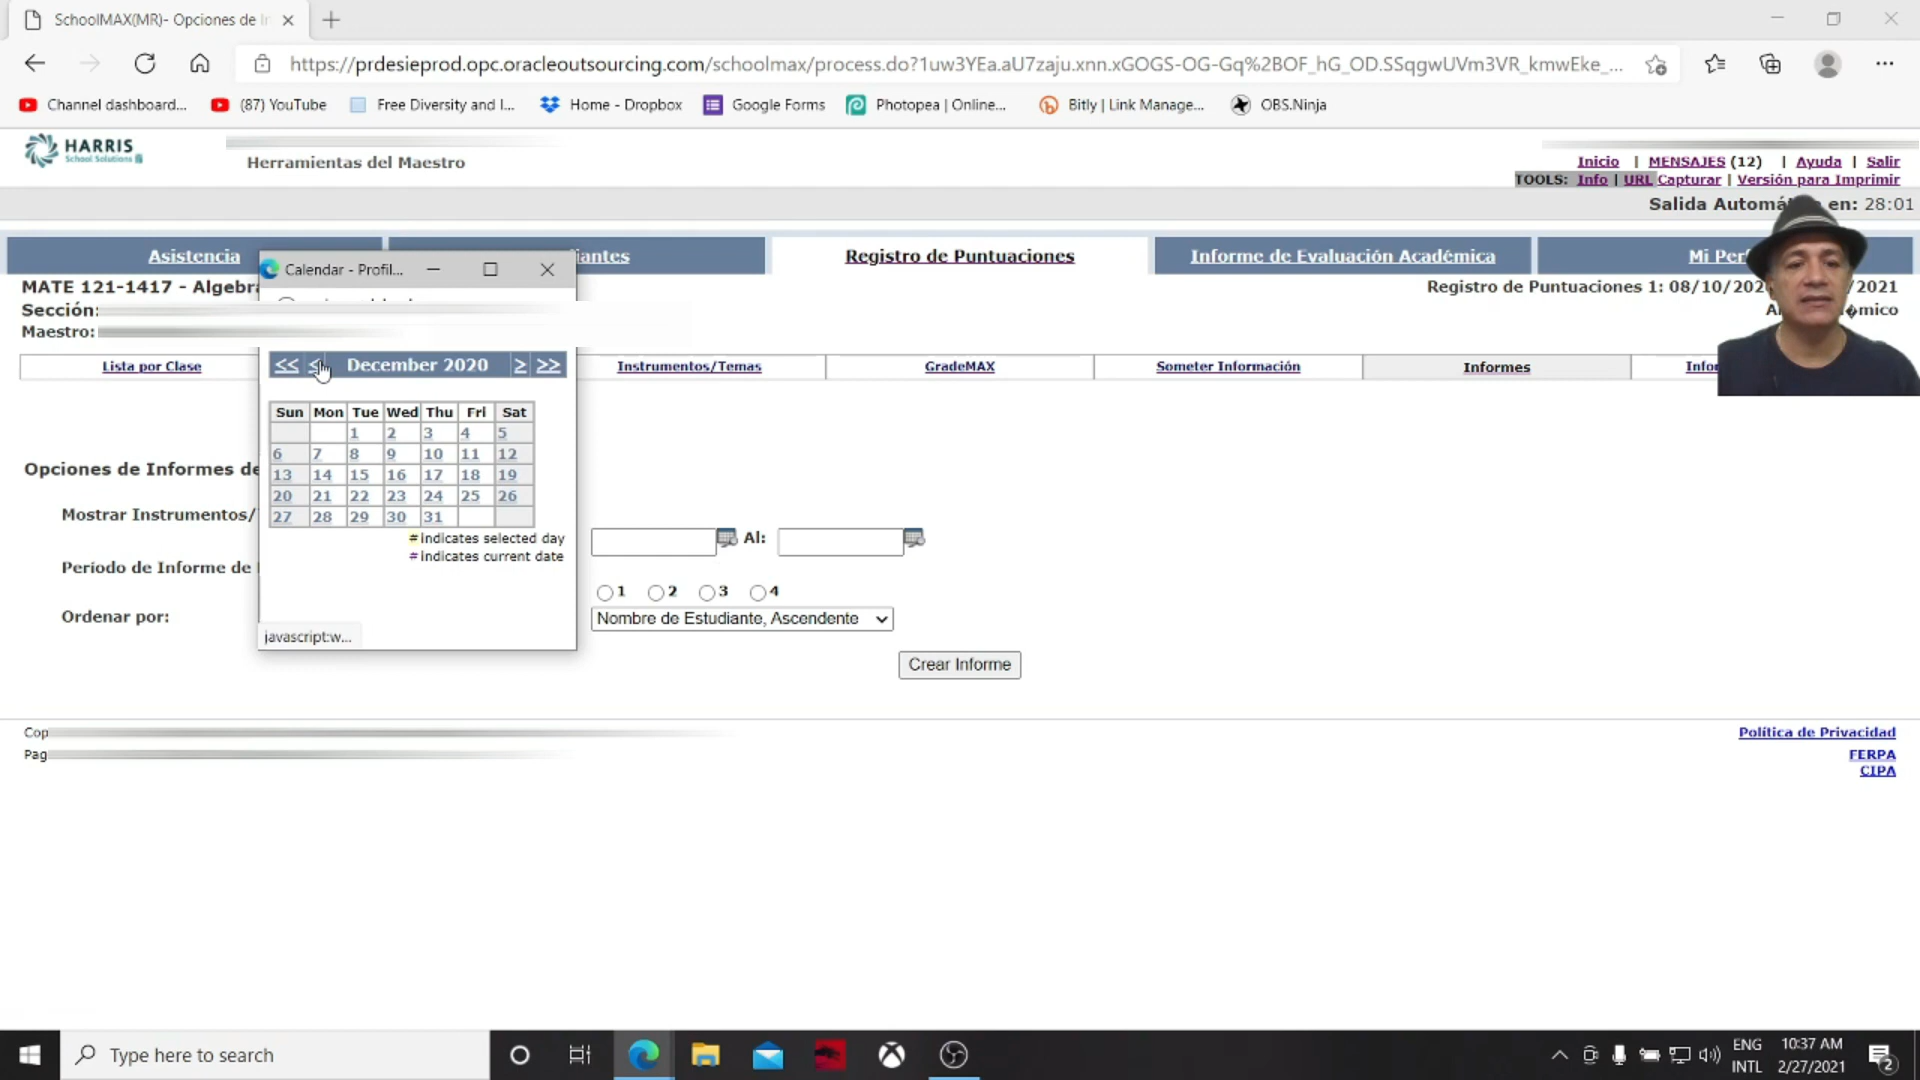 SchoolMAX(MR)- Opciones de
https://prdesieprod.opc.oracleoutsourcing.com/schoolmax/process.do?1uw3YEa.aU7zaju.xnn.xGOGS-OG-Gq%2BOF_hG_OD.SSqgwUVm3VR_kmwEke_...
Channel dashboard...
(87) YouTube
Free Diversity and I...
Home - Dropbox
Google Forms
Photopea | Online...
Bitly | Link Manage...
OBS.Ninja
HARRIS
School Solutions
Herramientas del Maestro
Inicio | MENSAJES (12) | Ayuda | Salir
TOOLS: Info | URL Capturar | Versión para Imprimir
Salida en: 28:01
Asistencia
Registro de Puntuaciones
Informe de Evaluación Académica
Mi
MATE 121-1417 -
Registro de Puntuaciones 1:
Sección:
Maestro:
Calendar - Profil...
<< < December 2020 > >>
Sun Mon Tue Wed Thu Fri Sat
1 2 3 4 5
6 7 8 9 10 11 12
13 14 15 16 17 18 19
20 21 22 23 24 25 26
27 28 29 30 31
#indicates selected day
#indicates current date
javascript:w...
Lista por Clase
Instrumentos/Temas
GradeMAX
Someter Información
Informes
Opciones de Informes
Mostrar Instrumentos/
Al:
Período de Informe de
1 2 3 4
Ordenar por:
Nombre de Estudiante, Ascendente
Crear Informe
Política de Privacidad
FERPA
CIPA
Type here to search
ENG
INTL
10:37 AM
2/27/2021
2